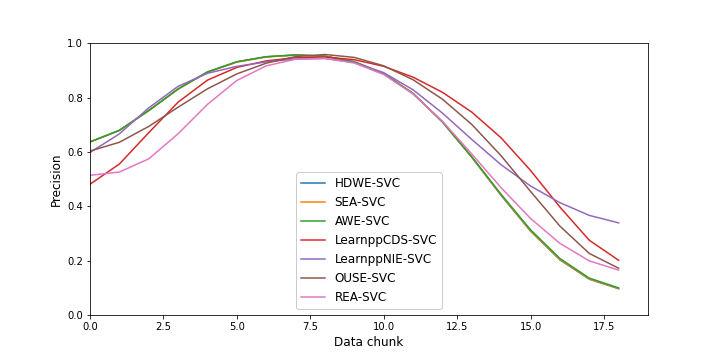 1.0
0.8
0.6
0.4
0.2
0.0
Precision
HDWE-SVC
SEA-SVC
AWE-SVC
LearnppCDS-SVC
LearnppNIE-SVC
OUSE-SVC
REA-SVC
0.0 2.5 5.0 7.5 10.0 12.5 15.0 17.5
Data chunk